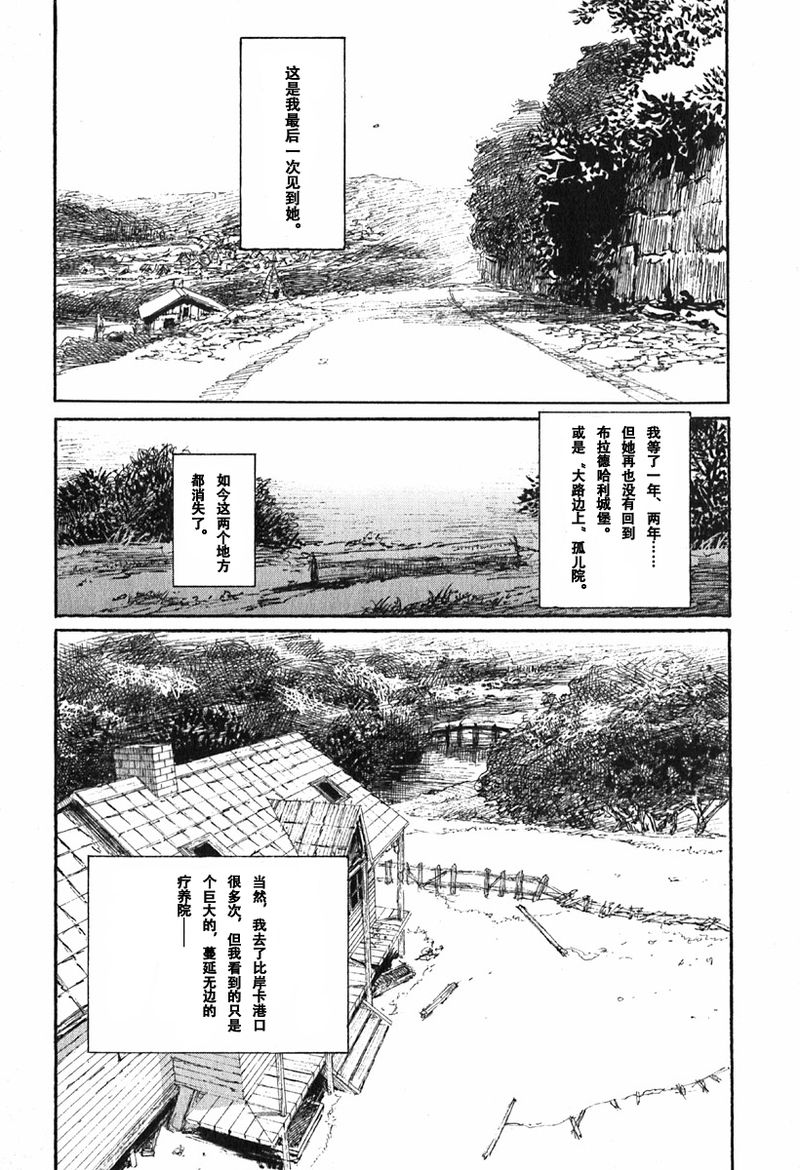 这是我最后一次见到她。
我等了一年、两年……
但她再也没有回到
布拉德哈利城堡。
或是“大路边上”孤儿院。
如今这两个地方
都消失了。
当然，我去了比岸卡港口
很多次，但我看到的只是
个巨大的，蔓延无边的
疗养院——